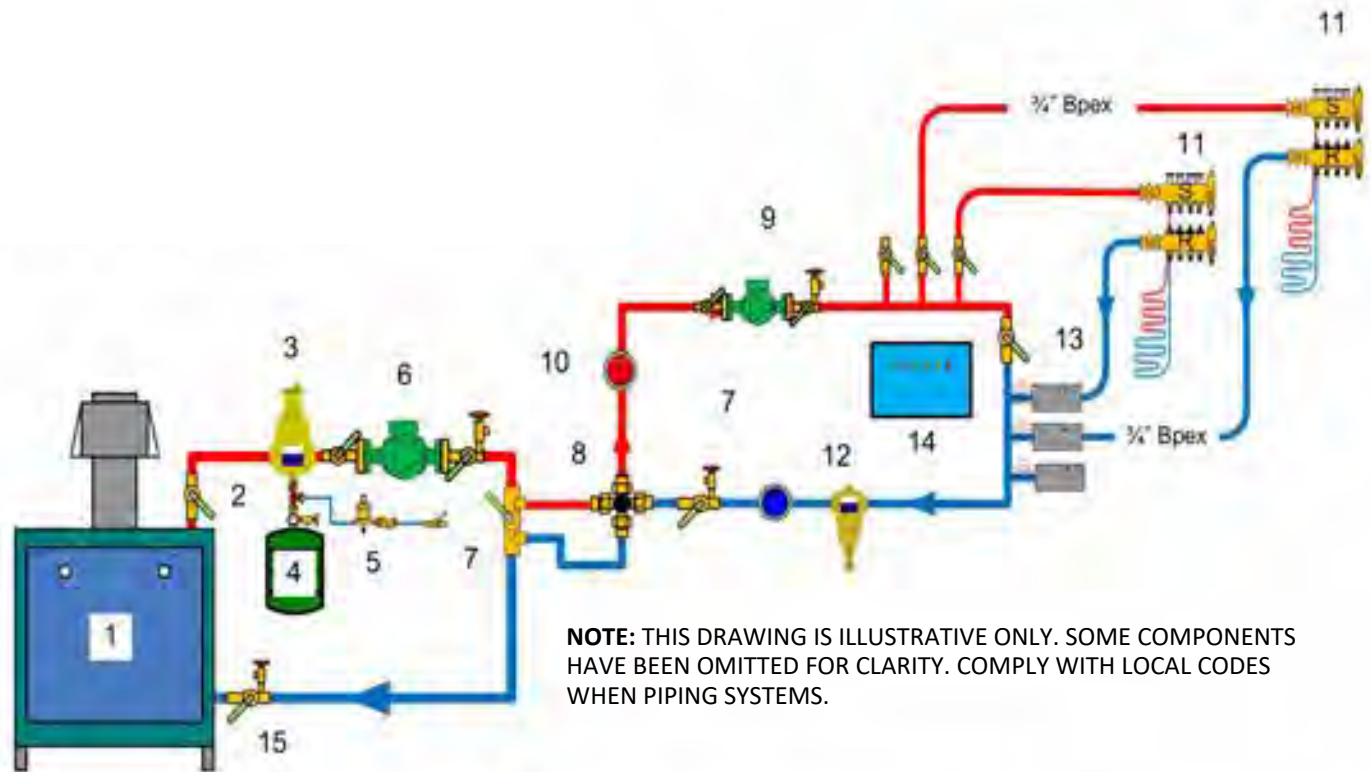 11
¾" Bpex
S
11
R
S
9
R
3
10
13
6
7
¾" Bpex
8
14
12
2
4
5
7
1
NOTE: THIS DRAWING IS ILLUSTRATIVE ONLY. SOME COMPONENTS
HAVE BEEN OMITTED FOR CLARITY. COMPLY WITH LOCAL CODES
WHEN PIPING SYSTEMS.
15